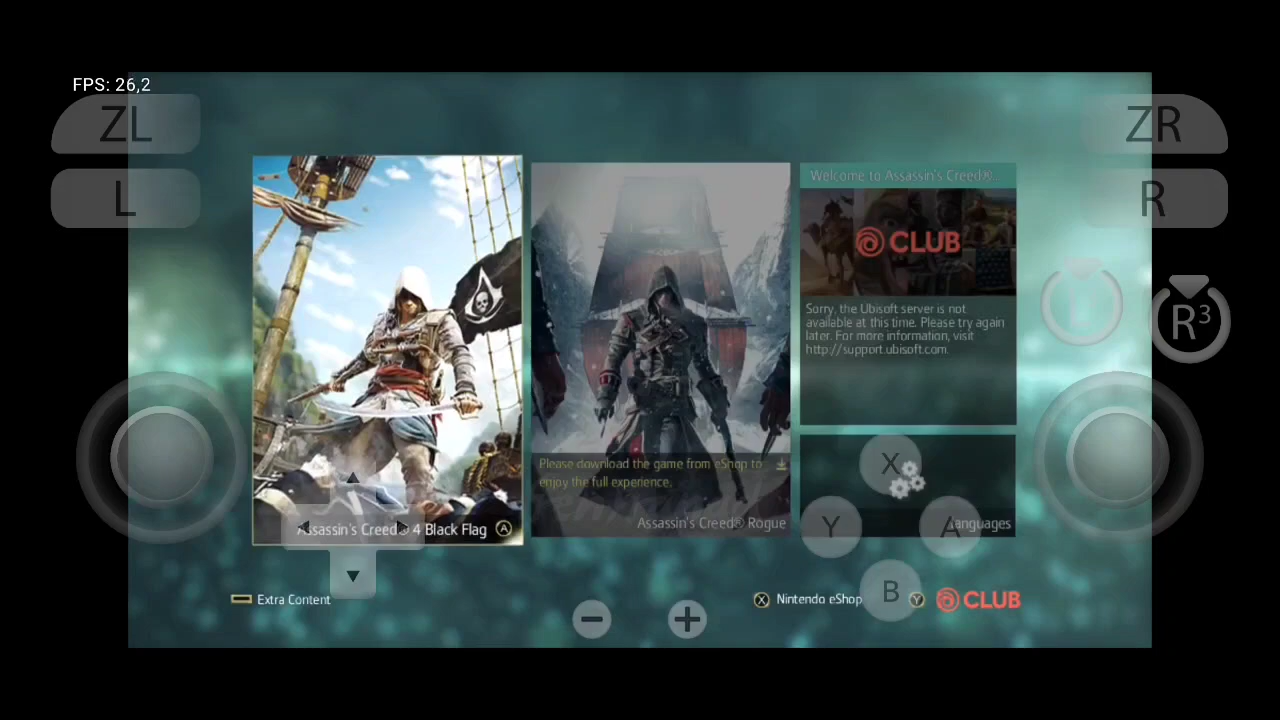 FPS: 26,2
ZL
ZR
L
R
Welcome to Assassin's Creed®...
CLUB
Sorry, the Ubisoft server is not
available at this time. Please try again
later. For more information, visit
http://support.ubisoft.com.
R3
Please download the game from eShop to
enjoy the full experience.
Assassin's Creed® 4 Black Flag A
Assassin's Creed® Rogue
X
Y
A
Languages
B
Extra Content
X Nintendo eShop
Y CLUB